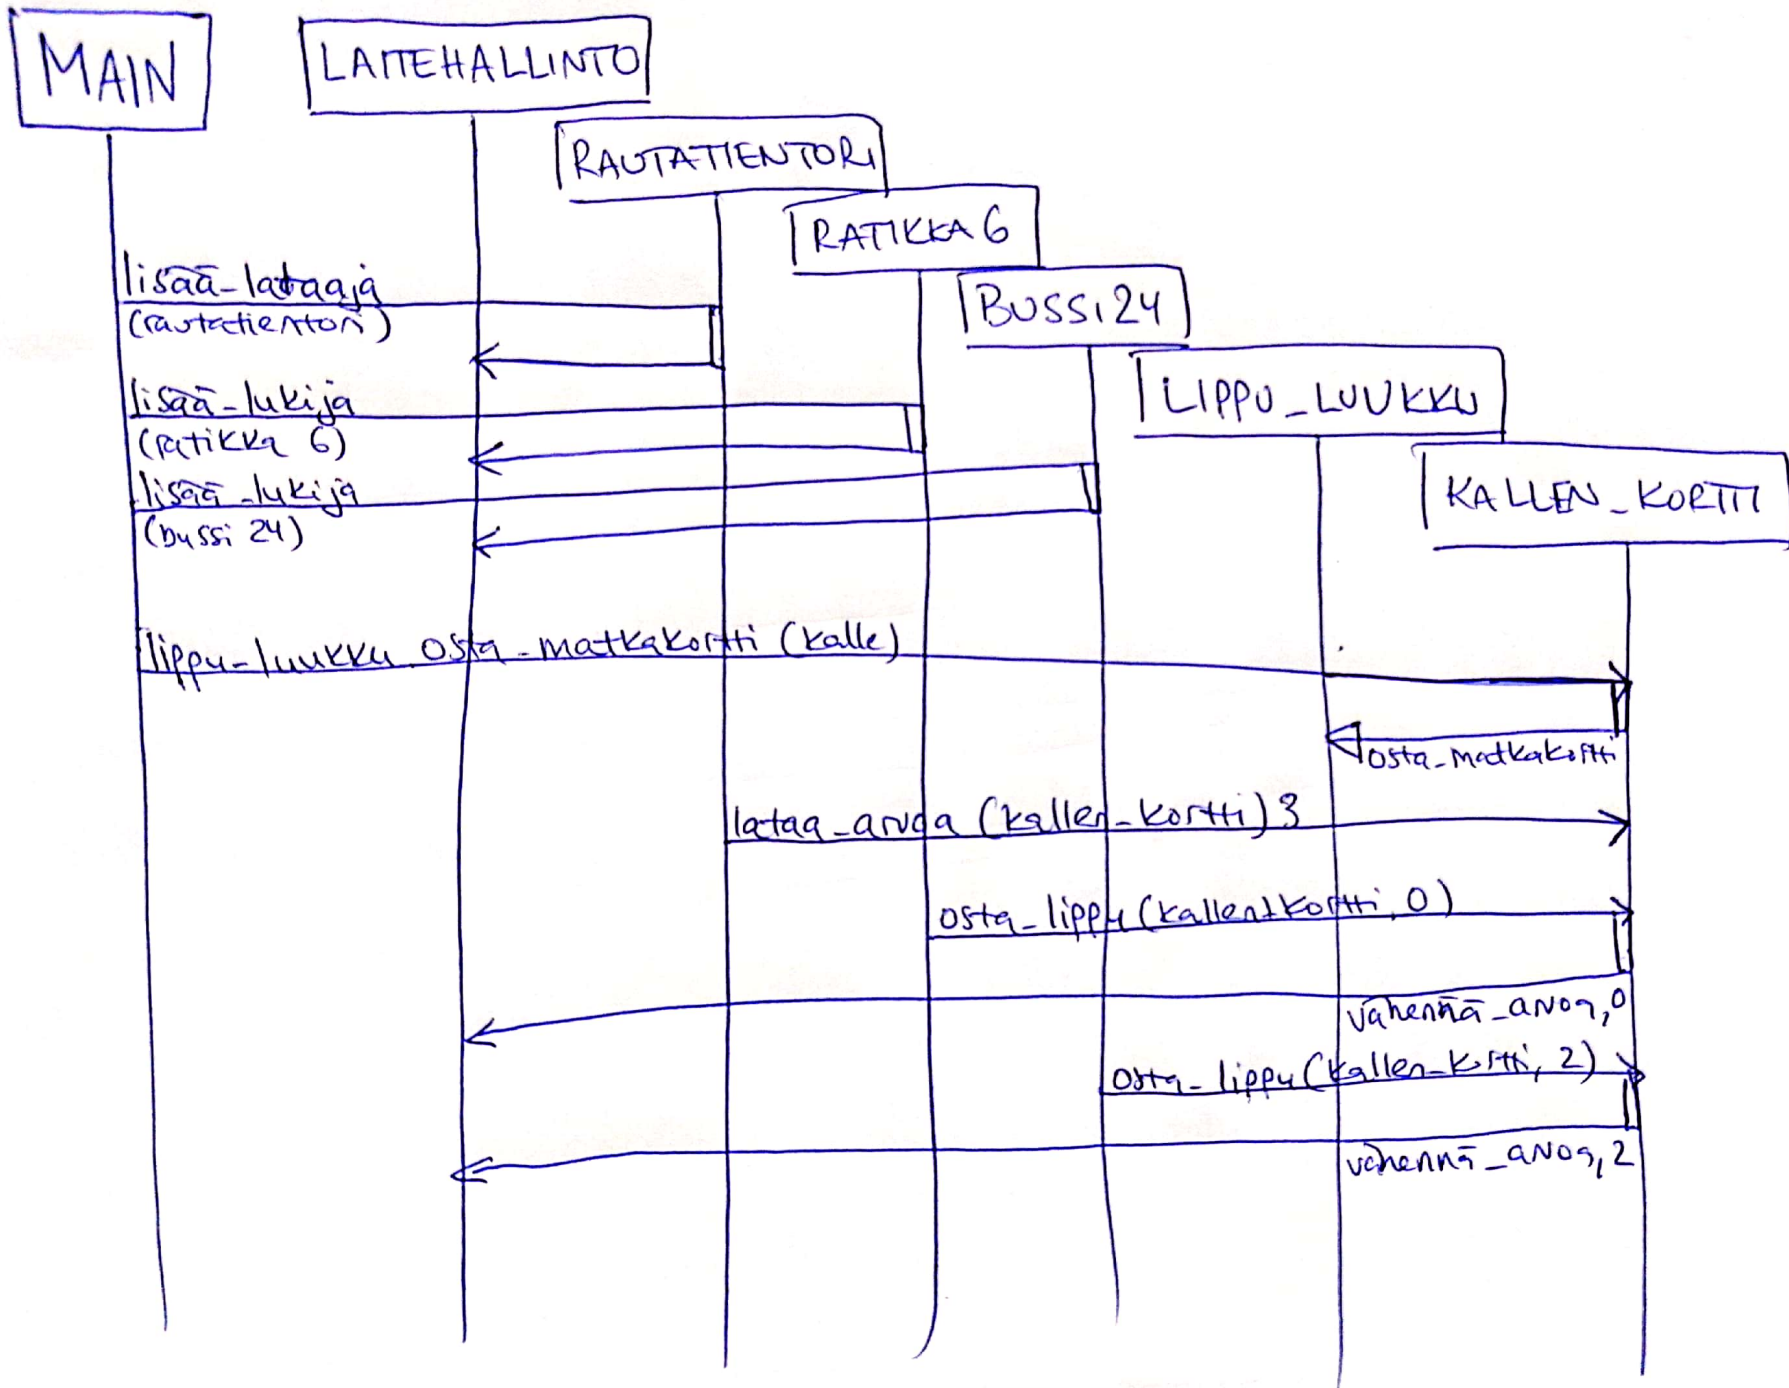 MAIN
LAITEHALLINTO
RAUTATIENTORI
RATIKKA 6
BUSSI 24
LIPPU_LUUKKU
KALLEN_KORTTI
lisää_lataaja
(rautatientori)
lisää_lukija
(ratikka 6)
lisää_lukija
(bussi 24)
lippu_luukku.osta_matkakortti (kalle)
osta_matkakortti
lataa_arvoa (kallen_kortti) 3
osta_lippu (kallen_kortti, 0)
vähennä_arvoa, 0
osta_lippu (kallen_kortti, 2)
vähennä_arvoa, 2